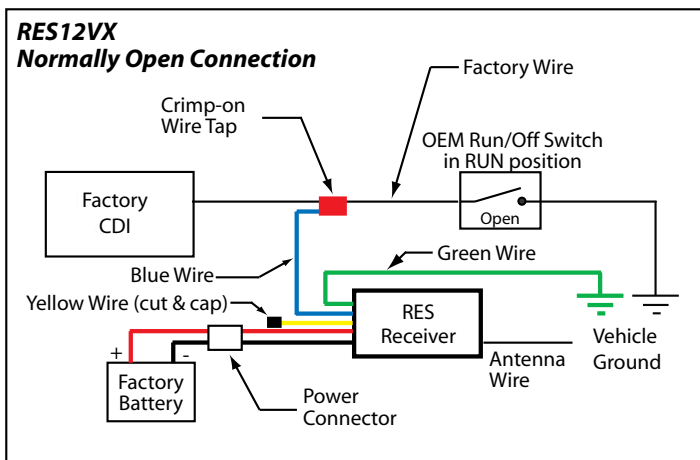 RES12VX
Normally Open Connection
Factory Wire
Crimp-on
Wire Tap
OEM Run/Off Switch
in RUN position
Factory
CDI
Open
Blue Wire
Green Wire
Yellow Wire (cut & cap)
RES
Receiver
Vehicle
Ground
+
-
Antenna
Wire
Factory
Battery
Power
Connector